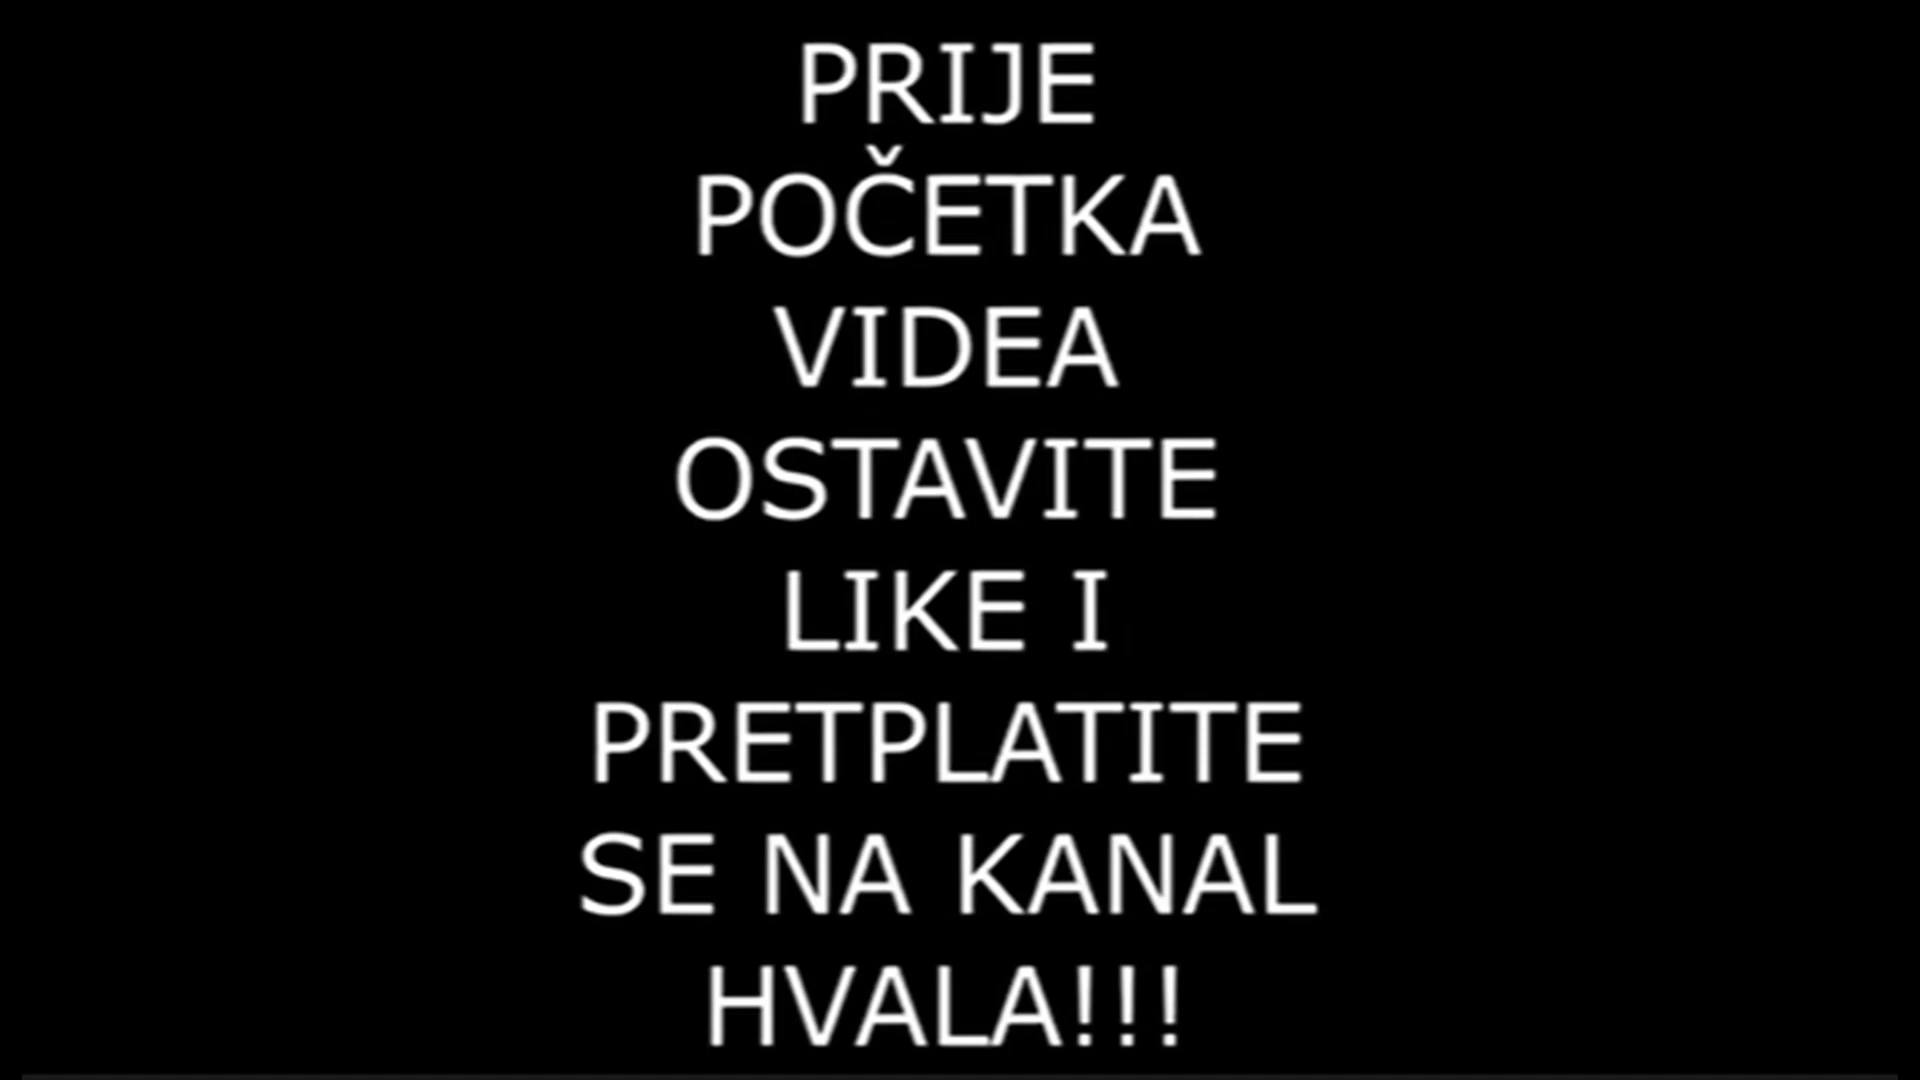 PRIJE
POČETKA
VIDEA
OSTAVITE
LIKE I
PRETPLATITE
SE NA KANAL
HVALA!!!